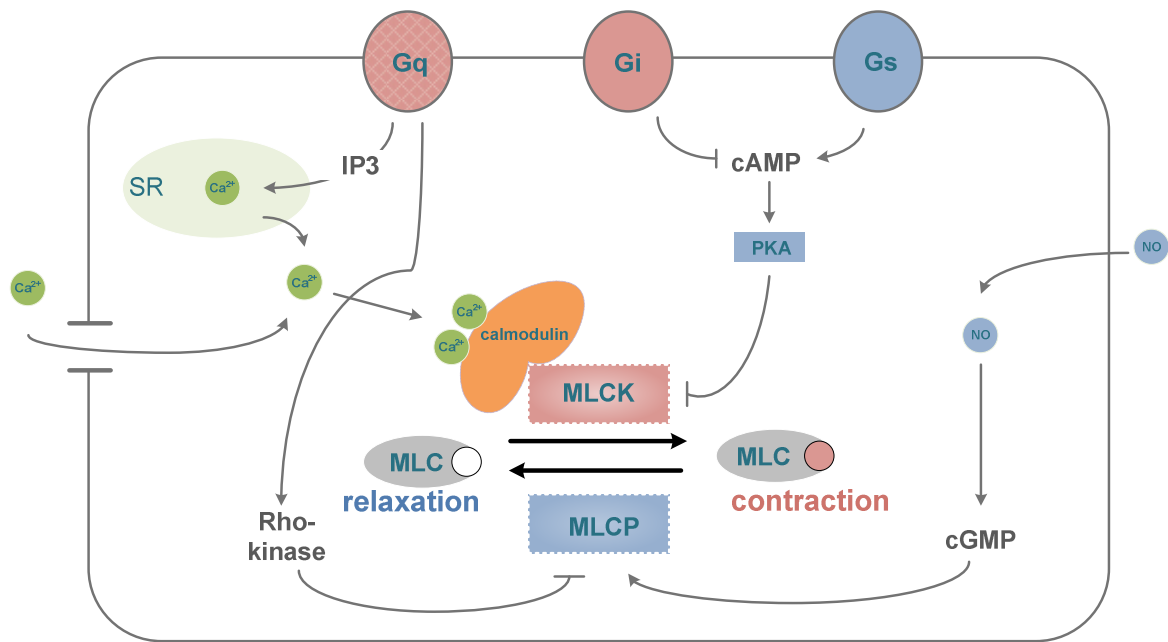 Gq
Gi
Gs
IP3
cAMP
SR
Ca²⁺
PKA
NO
Ca²⁺
Ca²⁺
Ca²⁺
Ca²⁺
calmodulin
NO
MLCK
MLC
MLC
relaxation
contraction
MLCP
Rho-
kinase
cGMP